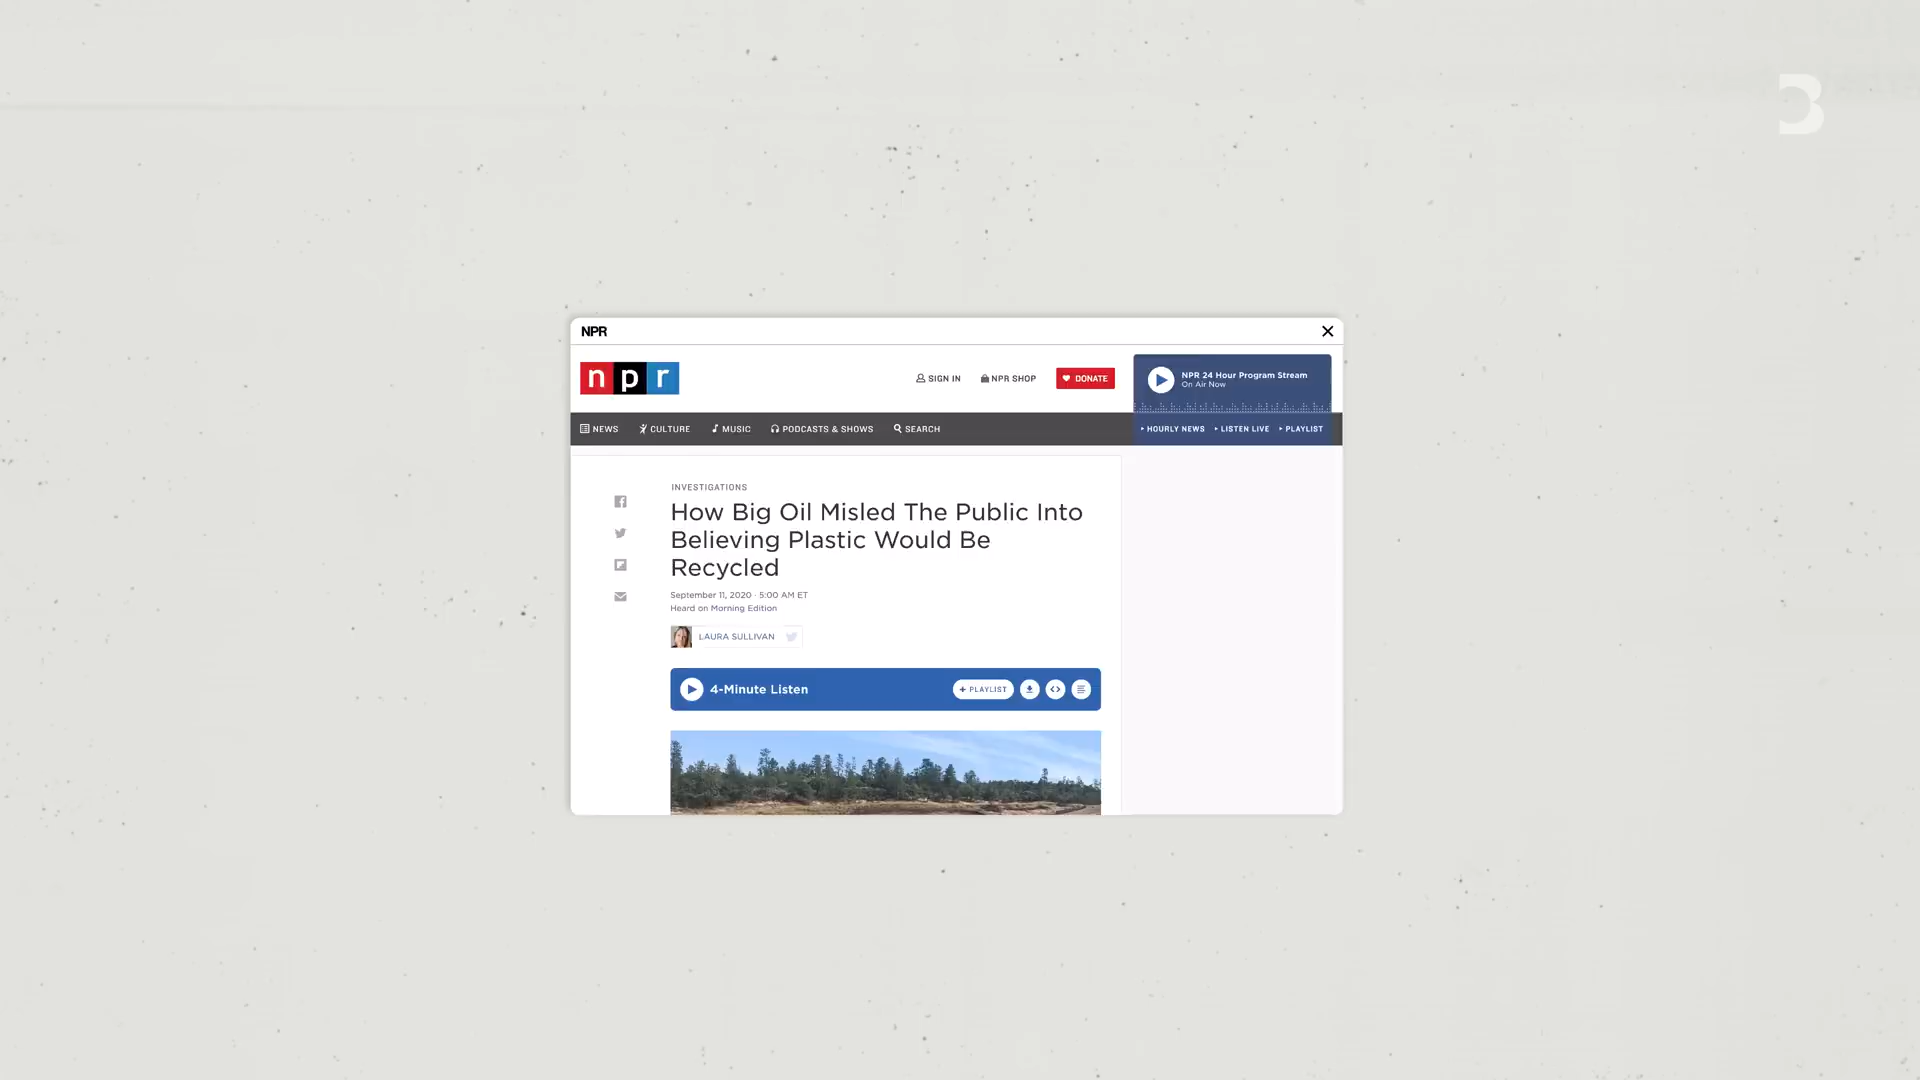 3
NPR
npr
SIGN IN
NPR SHOP
DONATE
NPR 24 Hour Program Stream
On Air Now
NEWS
CULTURE
MUSIC
PODCASTS & SHOWS
SEARCH
HOURLY NEWS
LISTEN LIVE
PLAYLIST
INVESTIGATIONS
How Big Oil Misled The Public Into
Believing Plastic Would Be
Recycled
September 11, 2020 · 5:00 AM ET
Heard on Morning Edition
LAURA SULLIVAN
4-Minute Listen
+ PLAYLIST